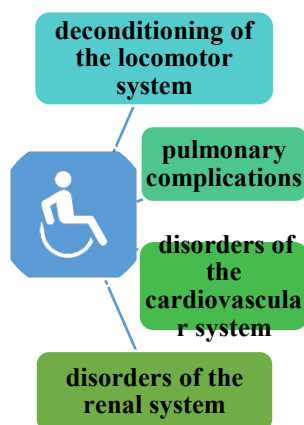 deconditioning of
the locomotor
system
pulmonary
complications
disorders of
the
cardiovascula
r system
disorders of the
renal system